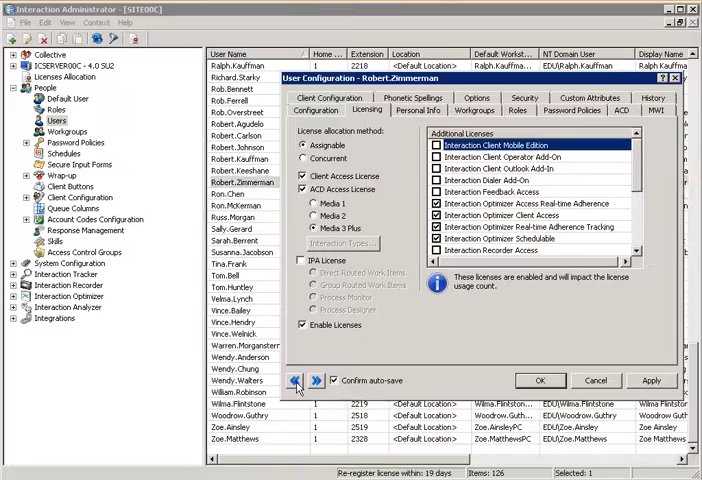 Interaction Administrator - [SITE00C]
File Edit View Context Help
Collective
ICSERVER00C - 4.0 SU2
Licenses Allocation
People
Default User
Roles
Users
Workgroups
Password Policies
Schedules
Secure Input Forms
Wrap-up
Client Buttons
Client Configuration
Queue Columns
Account Codes Configuration
Response Management
Skills
Access Control Groups
System Configuration
Interaction Tracker
Interaction Recorder
Interaction Optimizer
Interaction Analyzer
Integrations
User Name Home ... Extension Location Default Workst... NT Domain User Display Name
Ralph.Kauffman 1 2218 <Default Location> Ralph.Kauffma... EDU\Ralph.Kauf... Ralph.Kauffman
Richard.Starky
Rob.Bennett
Rob.Ferrell
Rob.Overstreet
Robert.Agudelo
Robert.Carlson
Robert.Johnson
Robert.Kauffman
Robert.Keeshane
Robert.Zimmerman
Ron.Chen
Ron.McKerman
Russ.Morgan
Sally.Gerard
Sarah.Berrent
Susanna.Jacobson
Tina.Frank
Tom.Bell
Tom.Huntley
Velma.Lynch
Vince.Bailey
Vince.Hendry
Vince.Welnick
Warren.Morgenstern
Wendy.Anderson
Wendy.Chung
Wendy.Walters
William.Robinson
Wilma.Flintstone 1 2219 <Default Location> Wilma.Flintsto... EDU\Wilma.Flint... Wilma.Flintstone
Woodrow.Guthry 1 2518 <Default Location> Woodrow.Guth... EDU\Woodrow.... Woodrow.Guthry
Zoe.Ainsley 1 2519 <Default Location> Zoe.AinsleyPC EDU\Zoe.Ainsley Zoe.Ainsley
Zoe.Matthews 1 2328 <Default Location> Zoe.MatthewsPC EDU\Zoe.Matth... Zoe.Matthews
User Configuration - Robert.Zimmerman
Client Configuration Phonetic Spellings Options Security Custom Attributes History
Configuration Licensing Personal Info Workgroups Roles Password Policies ACD MWI
License allocation method:
Assignable
Concurrent
Client Access License
ACD Access License
Media 1
Media 2
Media 3 Plus
Interaction Types...
IPA License
Direct Routed Work Items
Group Routed Work Items
Process Monitor
Process Designer
Enable Licenses
Additional Licenses
Interaction Client Mobile Edition
Interaction Client Operator Add-On
Interaction Client Outlook Add-In
Interaction Dialer Add-On
Interaction Feedback Access
Interaction Optimizer Access Real-time Adherence
Interaction Optimizer Client Access
Interaction Optimizer Real-time Adherence Tracking
Interaction Optimizer Schedulable
Interaction Recorder Access
These licenses are enabled and will impact the license
usage count.
Confirm auto-save OK Cancel Apply
Re-register license within: 19 days Items: 126 Selected: 1